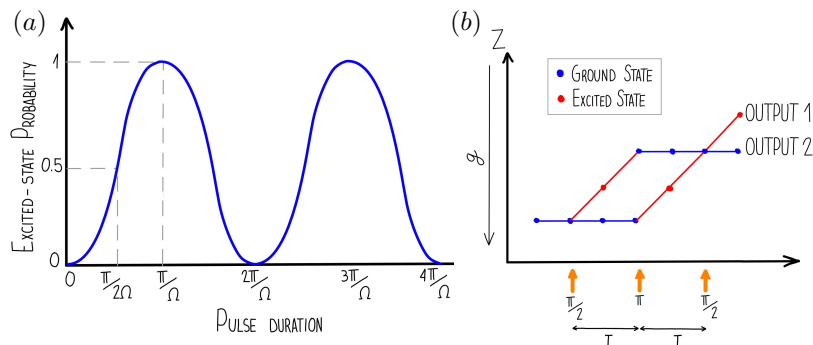 (a)
EXCITED-STATE PROBABILITY
1
0.5
0
0 π/2Ω π/Ω 2π/Ω 3π/Ω 4π/Ω
PULSE DURATION
(b)
Z
g
GROUND STATE
EXCITED STATE
OUTPUT 1
OUTPUT 2
π/2 π π/2
T T